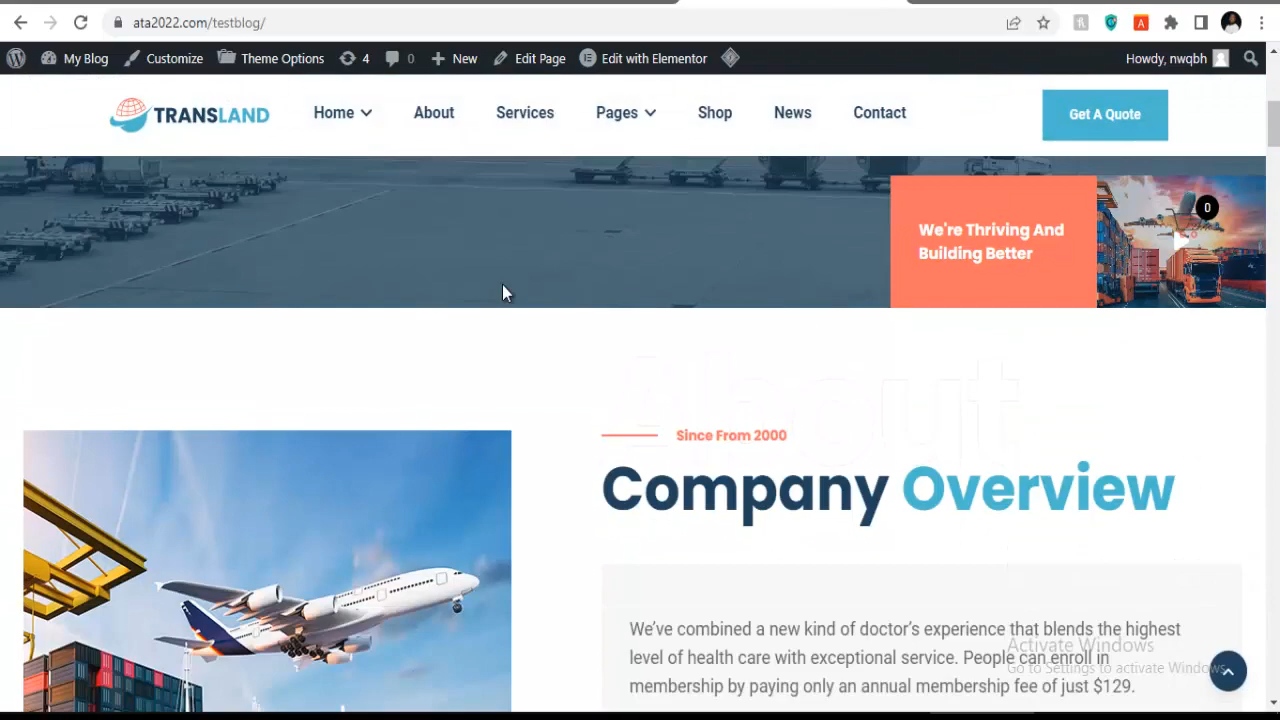 ata2022.com/testblog/
My Blog Customize Theme Options 4 0 New Edit Page Edit with Elementor Howdy, nwqbh
TRANSLAND Home About Services Pages Shop News Contact Get A Quote
0
We're Thriving And
Building Better
About
Since From 2000
Company Overview
We've combined a new kind of doctor's experience that blends the highest
level of health care with exceptional service. People can enroll in
membership by paying only an annual membership fee of just $129.
Activate Windows
Go to Settings to activate Windows.